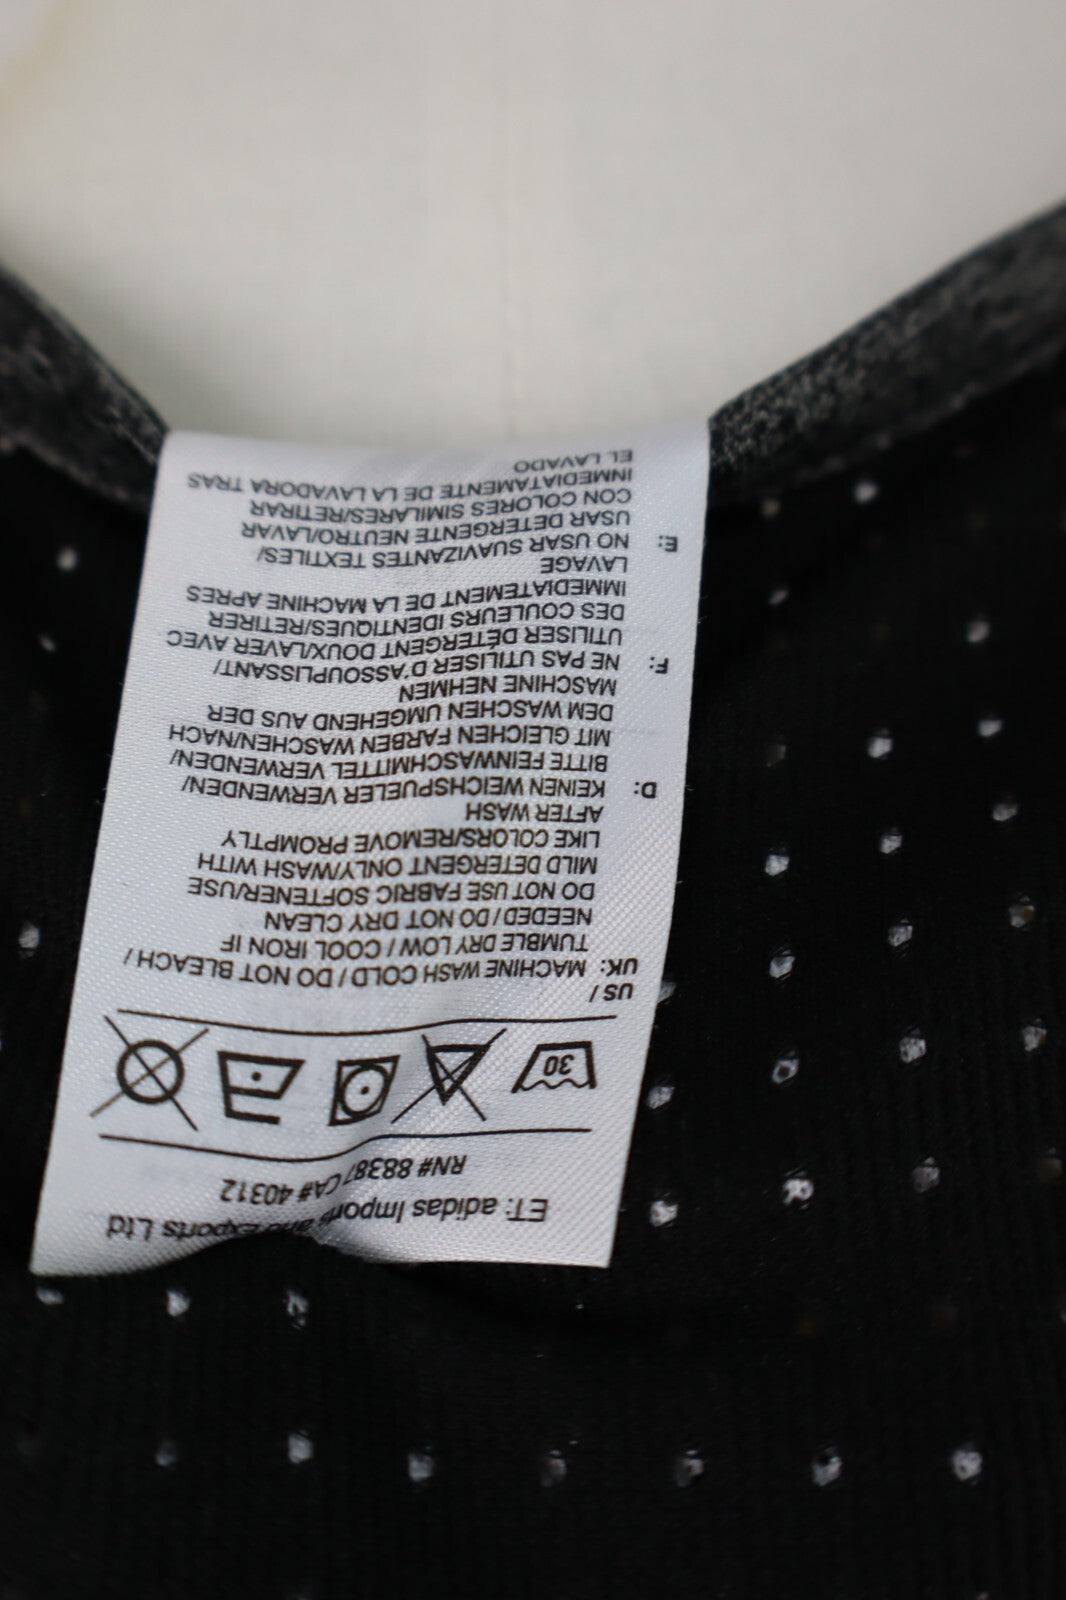 ET: adidas Imports and Exports Ltd
RN# 88387 CA# 40312
30
US /
UK: MACHINE WASH COLD / DO NOT BLEACH /
TUMBLE DRY LOW / COOL IRON IF
NEEDED / DO NOT DRY CLEAN
DO NOT USE FABRIC SOFTENER/USE
MILD DETERGENT ONLY/WASH WITH
LIKE COLORS/REMOVE PROMPTLY
AFTER WASH
D: KEINEN WEICHSPUELER VERWENDEN/
BITTE FEINWASCHMITTEL VERWENDEN/
MIT GLEICHEN FARBEN WASCHEN/NACH
DEM WASCHEN UMGEHEND AUS DER
MASCHINE NEHMEN
F: NE PAS UTILISER D'ASSOUPLISSANT/
UTILISER DÉTERGENT DOUX/LAVER AVEC
DES COULEURS IDENTIQUES/RETIRER
IMMEDIATEMENT DE LA MACHINE APRES
LAVAGE
E: NO USAR SUAVIZANTES TEXTILES/
USAR DETERGENTE NEUTRO/LAVAR
CON COLORES SIMILARES/RETIRAR
INMEDIATAMENTE DE LA LAVADORA TRAS
EL LAVADO